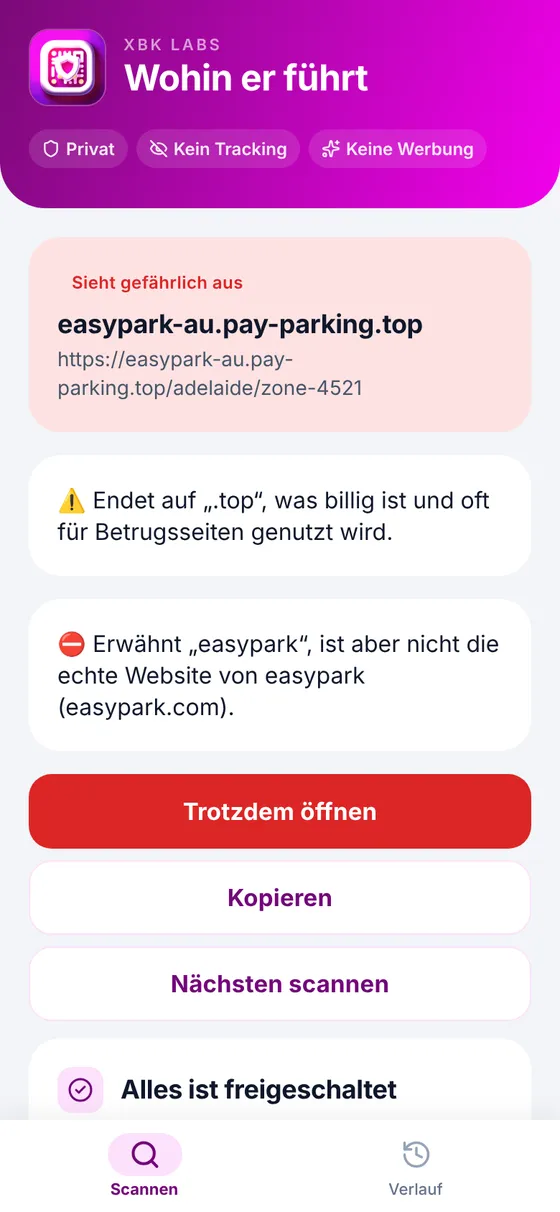 XBK LABS
Wohin er führt
Privat
Kein Tracking
Keine Werbung
Sieht gefährlich aus
easypark-au.pay-parking.top
https://easypark-au.pay-
parking.top/adelaide/zone-4521
⚠️ Endet auf „.top“, was billig ist und oft
für Betrugsseiten genutzt wird.
⛔ Erwähnt „easypark“, ist aber nicht die
echte Website von easypark
(easypark.com).
Trotzdem öffnen
Kopieren
Nächsten scannen
Alles ist freigeschaltet
Scannen
Verlauf